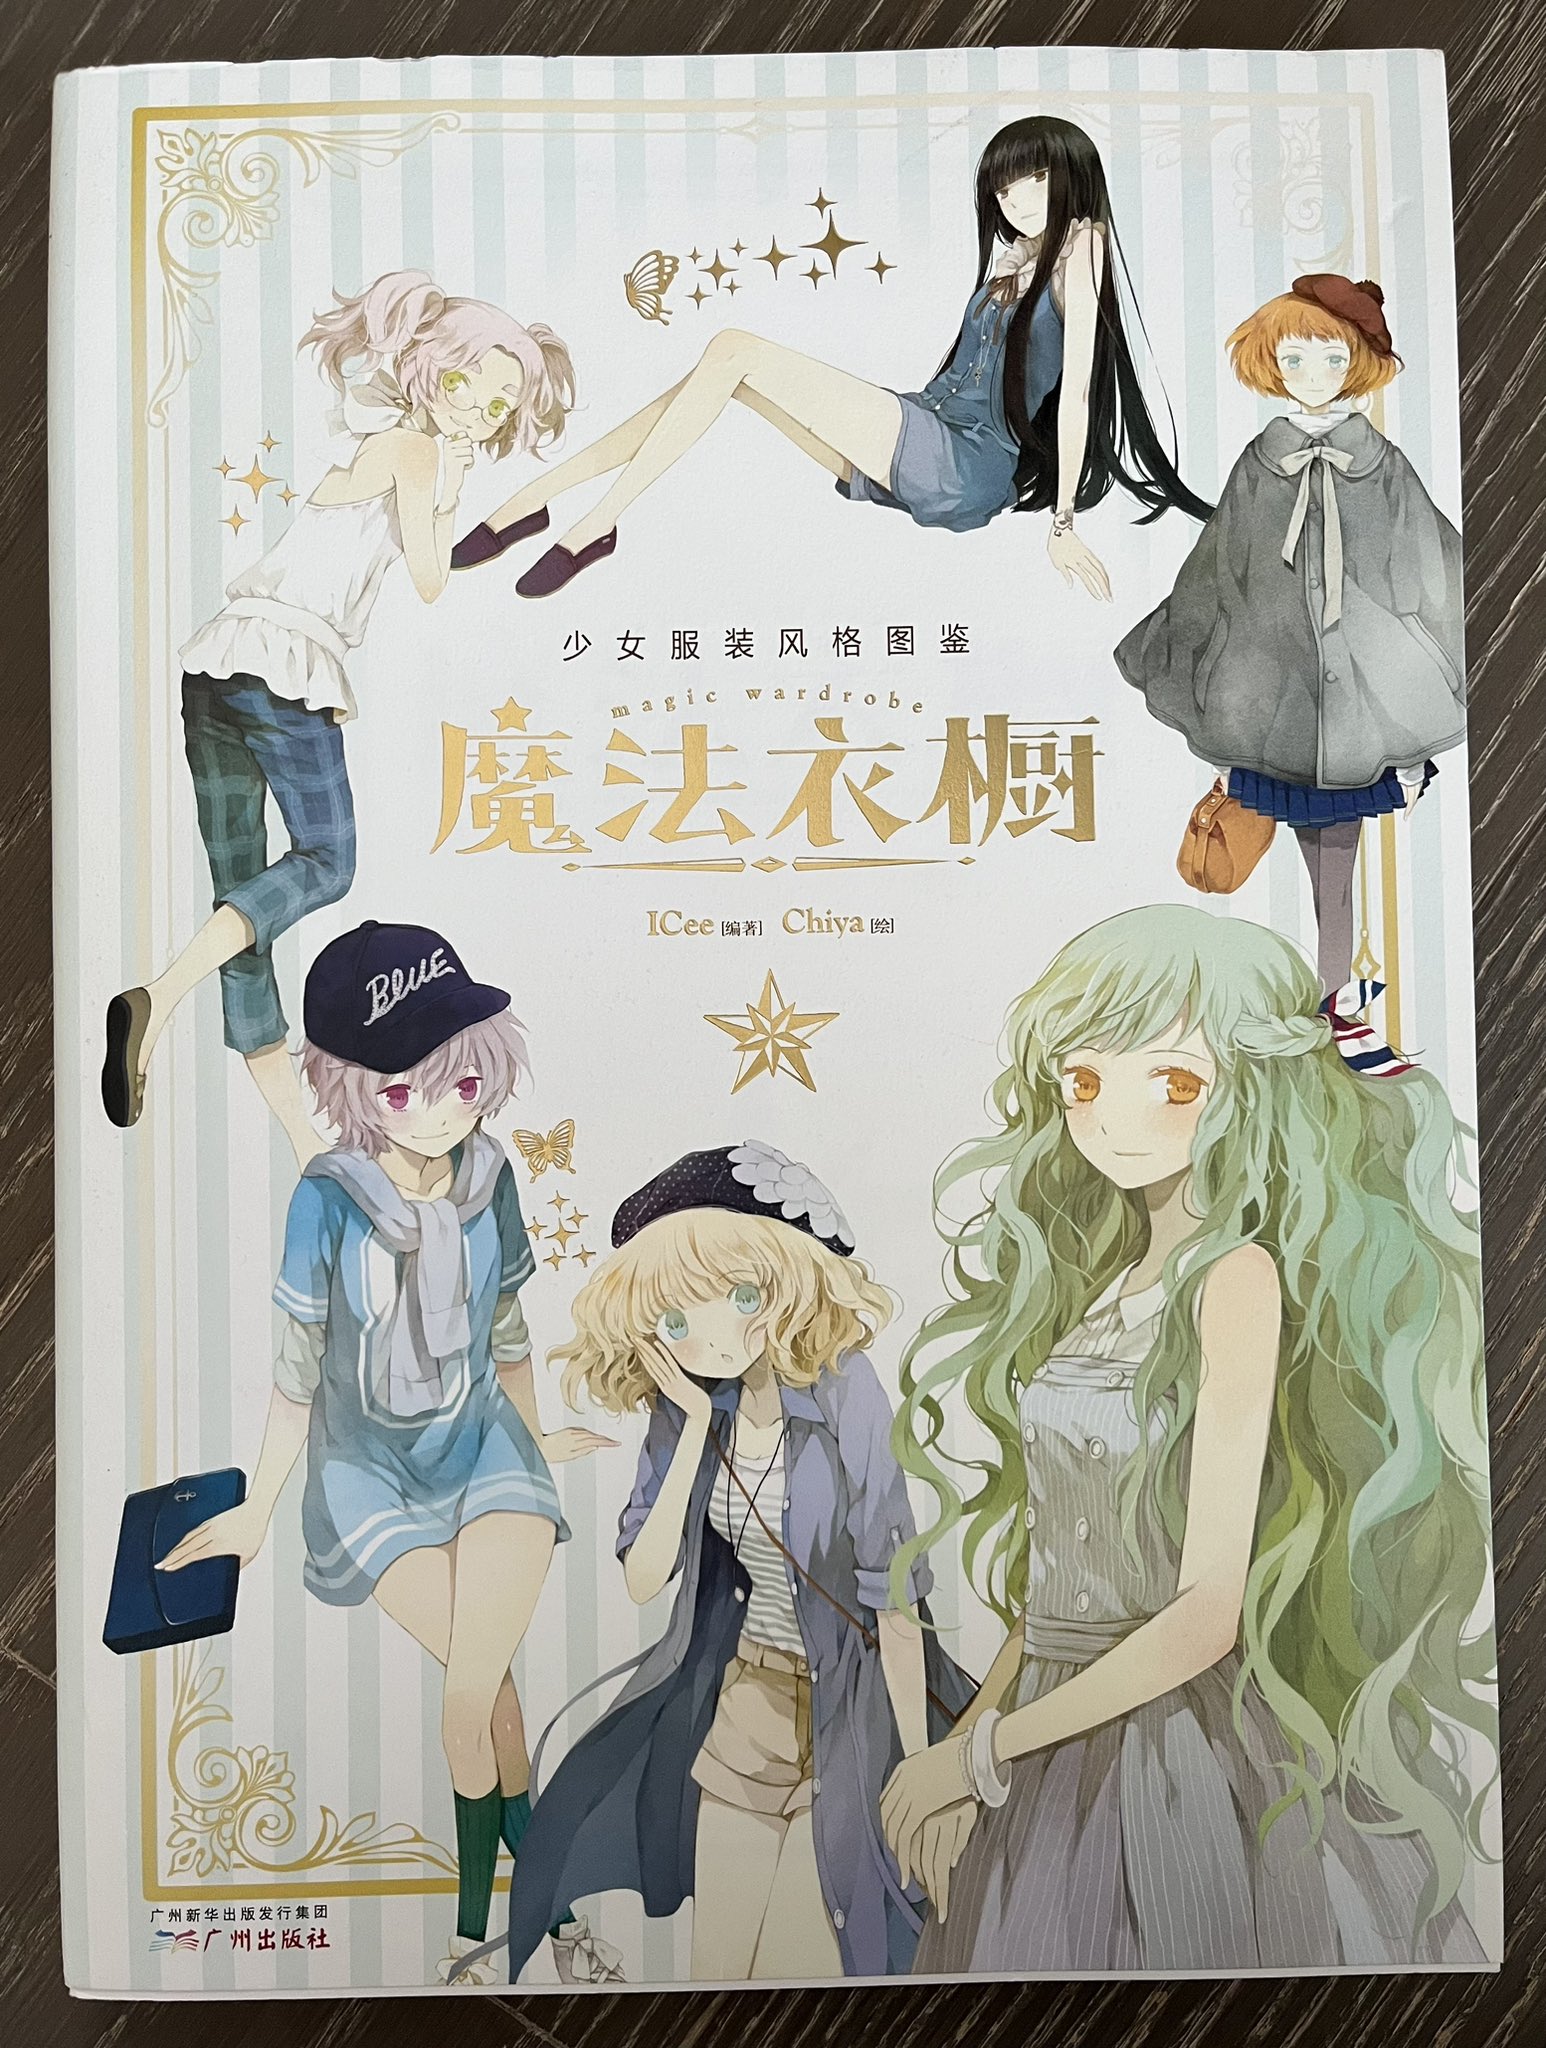 少女服装风格图鉴
magic wardrobe
魔法衣橱
ICee [编著] Chiya [绘]
BLUE
广州新华出版发行集团
广州出版社